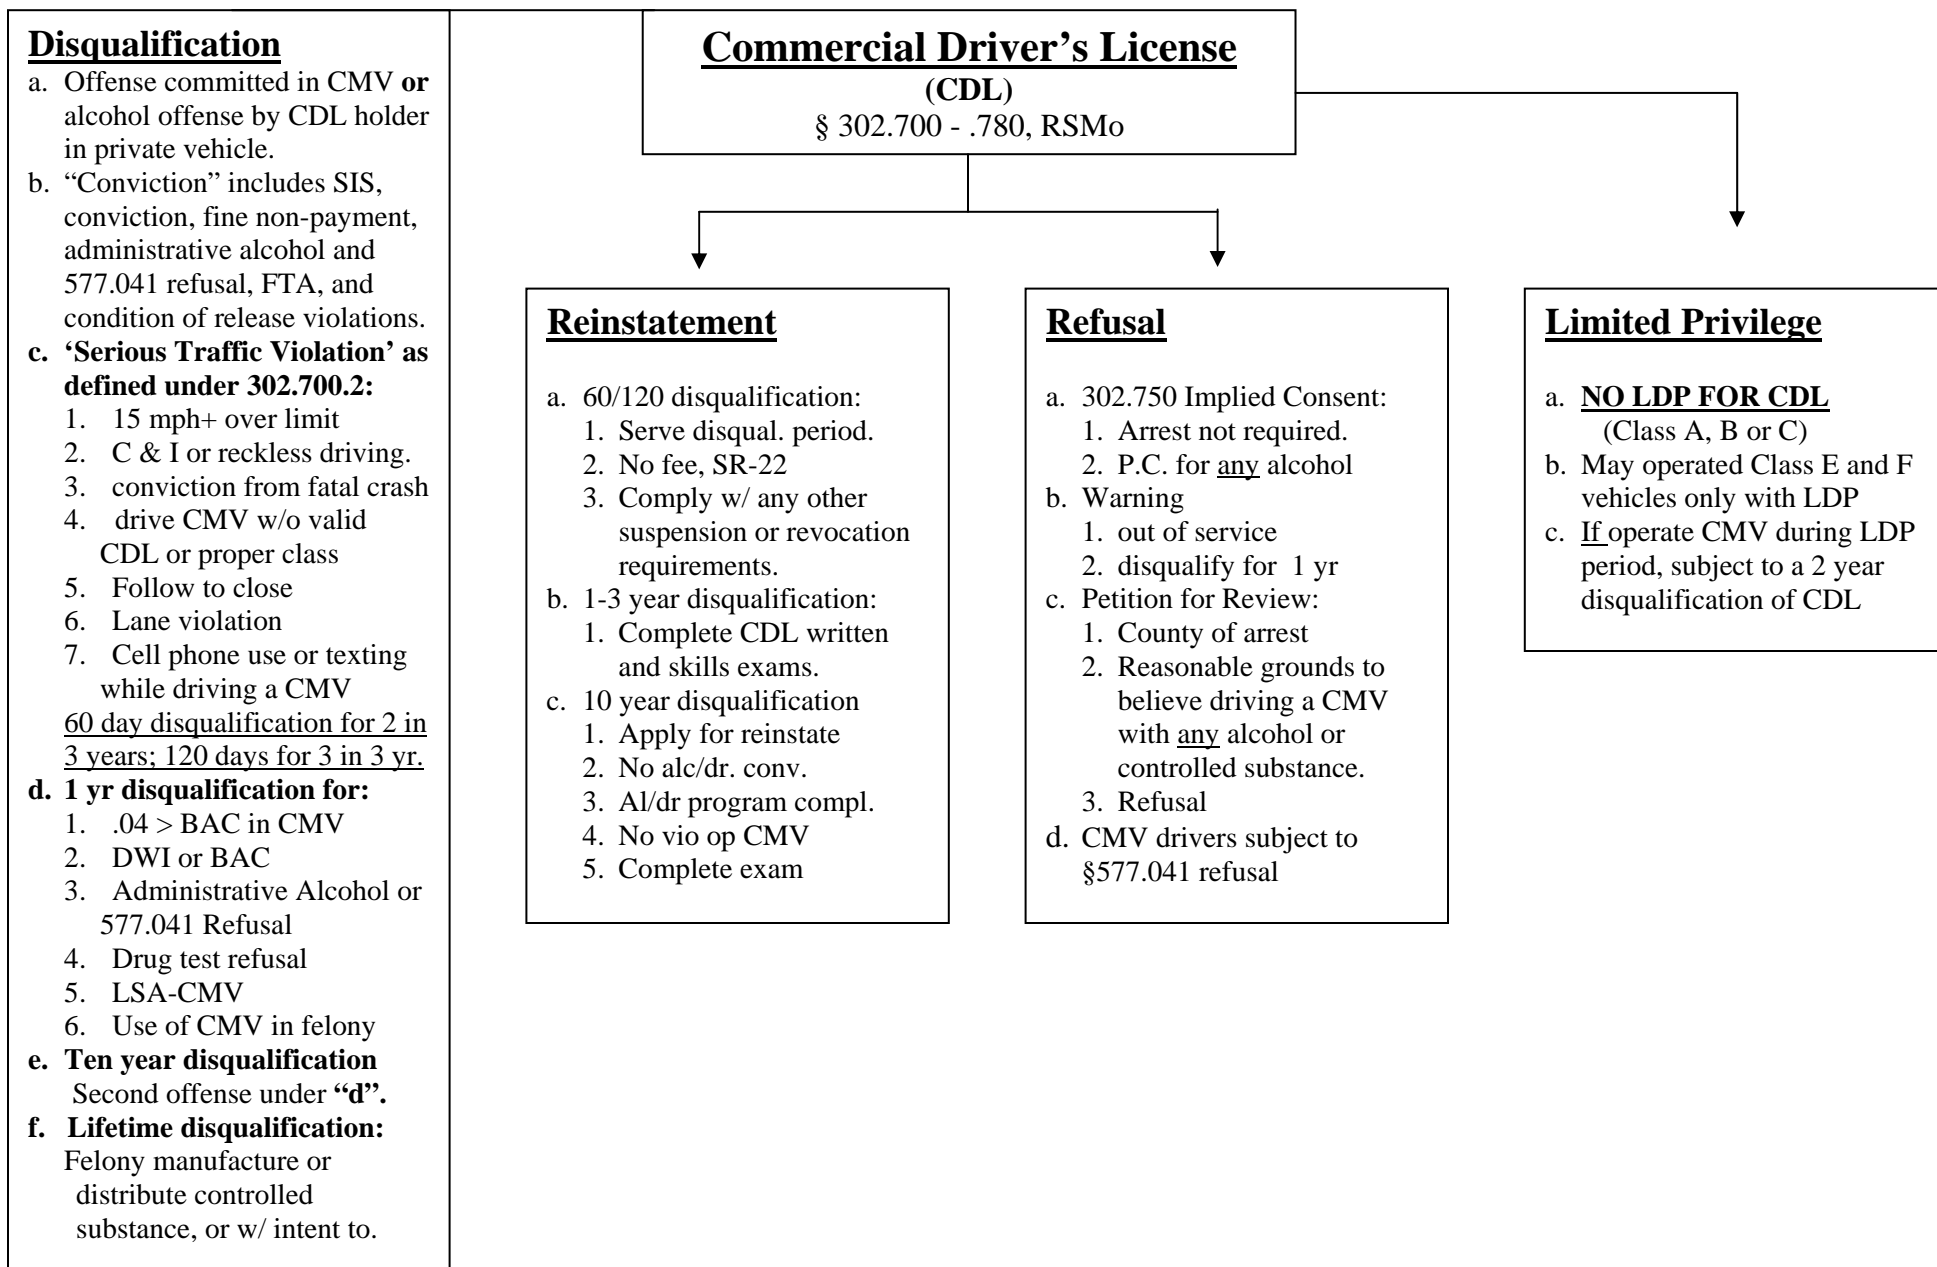 Disqualification
a. Offense committed in CMV or
alcohol offense by CDL holder
in private vehicle.
b. “Conviction” includes SIS,
conviction, fine non-payment,
administrative alcohol and
577.041 refusal, FTA, and
condition of release violations.
c. ‘Serious Traffic Violation’ as
defined under 302.700.2:
1. 15 mph+ over limit
2. C & I or reckless driving.
3. conviction from fatal crash
4. drive CMV w/o valid
CDL or proper class
5. Follow to close
6. Lane violation
7. Cell phone use or texting
while driving a CMV
60 day disqualification for 2 in
3 years; 120 days for 3 in 3 yr.
d. 1 yr disqualification for:
1. .04 > BAC in CMV
2. DWI or BAC
3. Administrative Alcohol or
577.041 Refusal
4. Drug test refusal
5. LSA-CMV
6. Use of CMV in felony
e. Ten year disqualification
Second offense under “d”.
f. Lifetime disqualification:
Felony manufacture or
distribute controlled
substance, or w/ intent to.
Commercial Driver’s License
(CDL)
§ 302.700 - .780, RSMo
Reinstatement
a. 60/120 disqualification:
1. Serve disqual. period.
2. No fee, SR-22
3. Comply w/ any other
suspension or revocation
requirements.
b. 1-3 year disqualification:
1. Complete CDL written
and skills exams.
c. 10 year disqualification
1. Apply for reinstate
2. No alc/dr. conv.
3. Al/dr program compl.
4. No vio op CMV
5. Complete exam
Refusal
a. 302.750 Implied Consent:
1. Arrest not required.
2. P.C. for any alcohol
b. Warning
1. out of service
2. disqualify for 1 yr
c. Petition for Review:
1. County of arrest
2. Reasonable grounds to
believe driving a CMV
with any alcohol or
controlled substance.
3. Refusal
d. CMV drivers subject to
§577.041 refusal
Limited Privilege
a. NO LDP FOR CDL
(Class A, B or C)
b. May operated Class E and F
vehicles only with LDP
c. If operate CMV during LDP
period, subject to a 2 year
disqualification of CDL